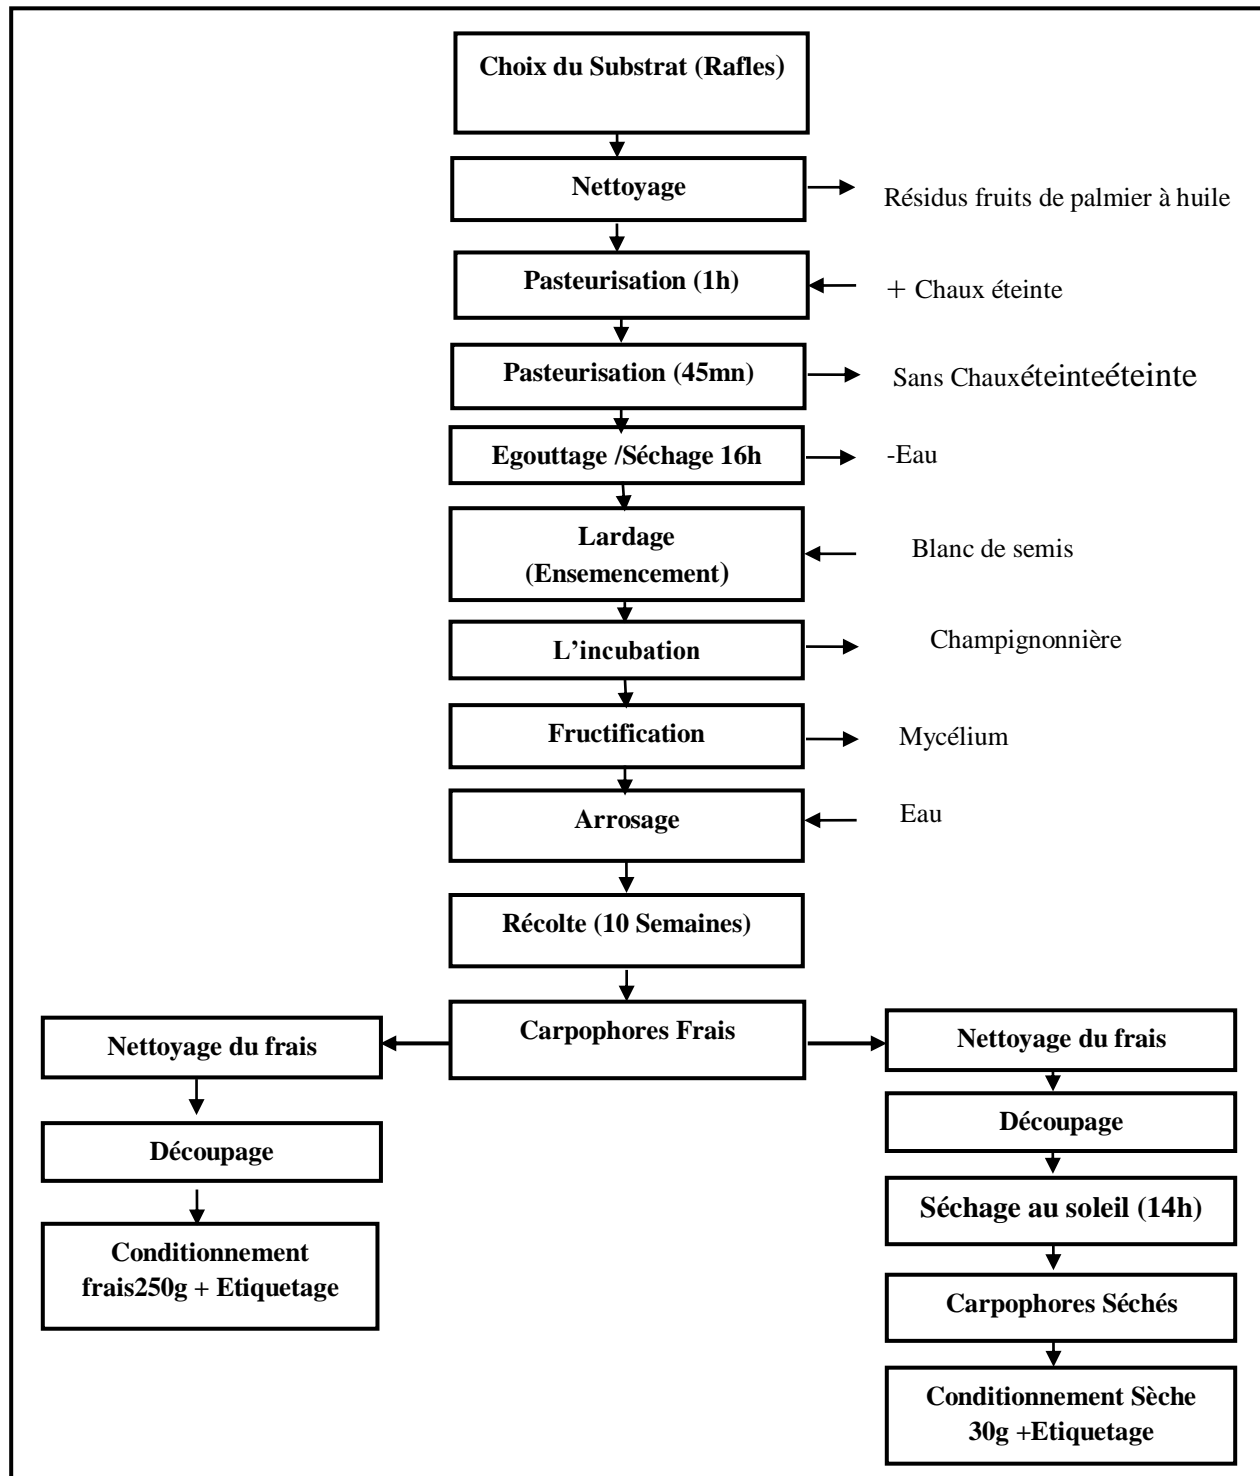 Choix du Substrat (Rafles)
Nettoyage
Résidus fruits de palmier à huile
Pasteurisation (1h)
+ Chaux éteinte
Pasteurisation (45mn)
Sans Chauxéteinteéteinte
Egouttage /Séchage 16h
-Eau
Lardage
(Ensemencement)
Blanc de semis
L’incubation
Champignonnière
Fructification
Mycélium
Arrosage
Eau
Récolte (10 Semaines)
Carpophores Frais
Nettoyage du frais
Découpage
Conditionnement
frais250g + Etiquetage
Nettoyage du frais
Découpage
Séchage au soleil (14h)
Carpophores Séchés
Conditionnement Sèche
30g +Etiquetage